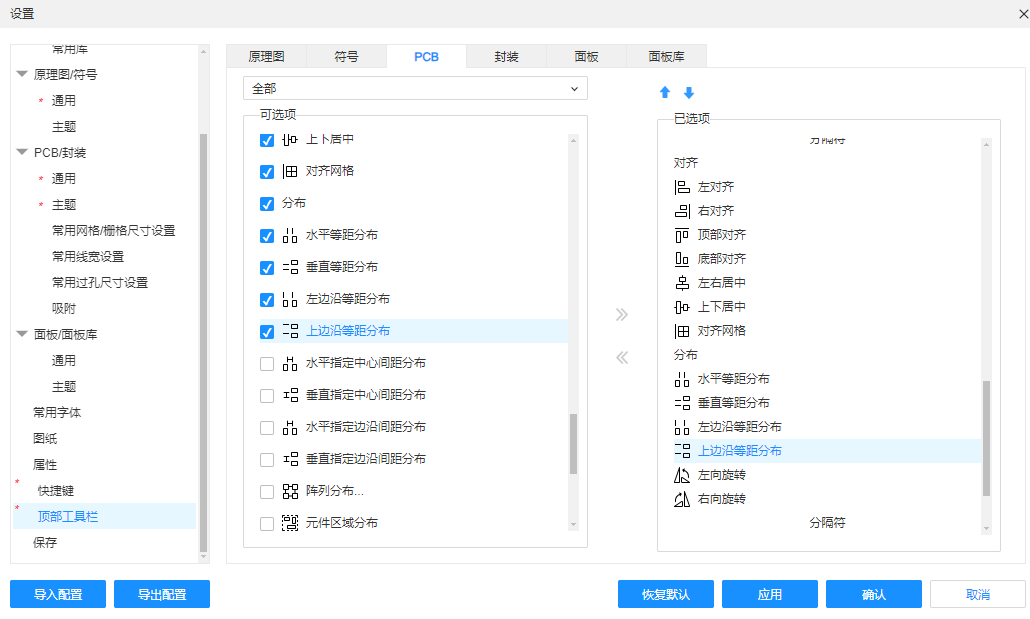 设置
常用库
原理图/符号
* 通用
主题
PCB/封装
* 通用
* 主题
常用网格/栅格尺寸设置
常用线宽设置
常用过孔尺寸设置
吸附
面板/面板库
通用
主题
常用字体
图纸
属性
* 快捷键
* 顶部工具栏
保存
原理图 符号 PCB 封装 面板 面板库
全部
可选项
上下居中
对齐网格
分布
水平等距分布
垂直等距分布
左边沿等距分布
上边沿等距分布
水平指定中心间距分布
垂直指定中心间距分布
水平指定边沿间距分布
垂直指定边沿间距分布
阵列分布...
元件区域分布
已选项
分隔符
对齐
左对齐
右对齐
顶部对齐
底部对齐
左右居中
上下居中
对齐网格
分布
水平等距分布
垂直等距分布
左边沿等距分布
上边沿等距分布
左向旋转
右向旋转
分隔符
导入配置 导出配置 恢复默认 应用 确认 取消